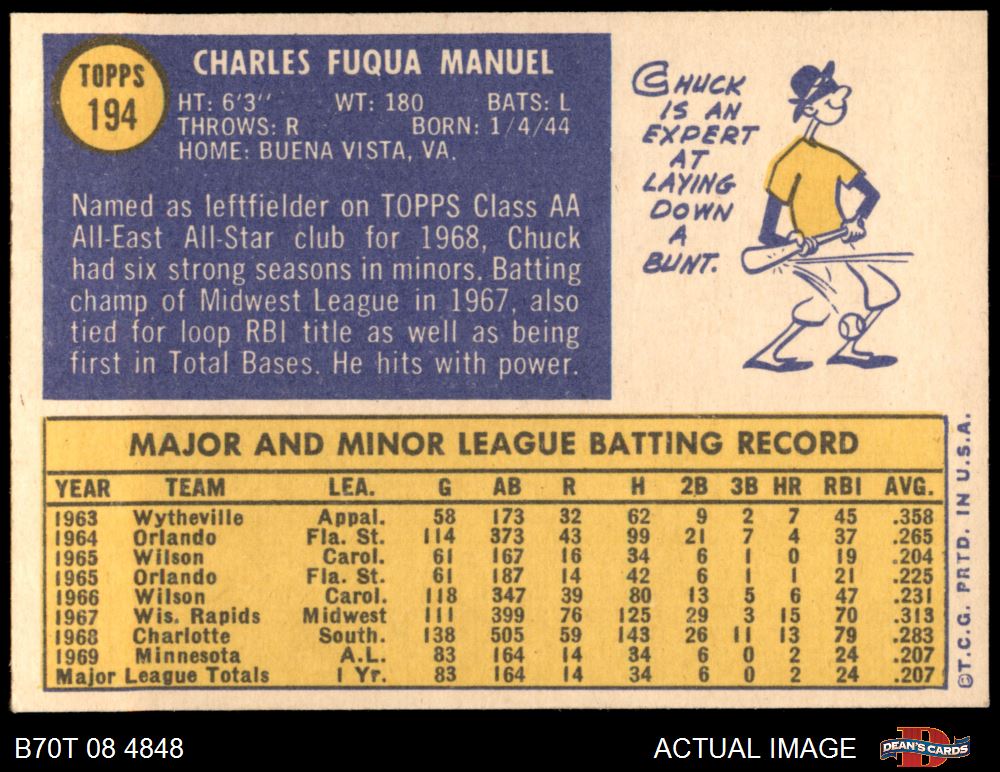 TOPPS
194
CHARLES FUQUA MANUEL
HT: 6'3" WT: 180 BATS: L
THROWS: R BORN: 1/4/44
HOME: BUENA VISTA, VA.
Named as leftfielder on TOPPS Class AA
All-East All-Star club for 1968, Chuck
had six strong seasons in minors. Batting
champ of Midwest League in 1967, also
tied for loop RBI title as well as being
first in Total Bases. He hits with power.
CHUCK
IS AN
EXPERT
AT
LAYING
DOWN
A
BUNT.
MAJOR AND MINOR LEAGUE BATTING RECORD
YEAR TEAM LEA. G AB R H 2B 3B HR RBI AVG.
1963 Wytheville Appal. 58 173 32 62 9 2 7 45 .358
1964 Orlando Fla. St. 114 373 43 99 21 7 4 37 .265
1965 Wilson Carol. 61 167 16 34 6 1 0 19 .204
1965 Orlando Fla. St. 61 187 14 42 6 1 1 21 .225
1966 Wilson Carol. 118 347 39 80 13 5 6 47 .231
1967 Wis. Rapids Midwest 111 399 76 125 29 3 15 70 .313
1968 Charlotte South. 138 505 59 143 26 11 13 79 .283
1969 Minnesota A.L. 83 164 14 34 6 0 2 24 .207
Major League Totals 1 Yr. 83 164 14 34 6 0 2 24 .207
©T.C.G. PRTD. IN U.S.A.
B70T 08 4848 ACTUAL IMAGE
D
DEAN'S CARDS